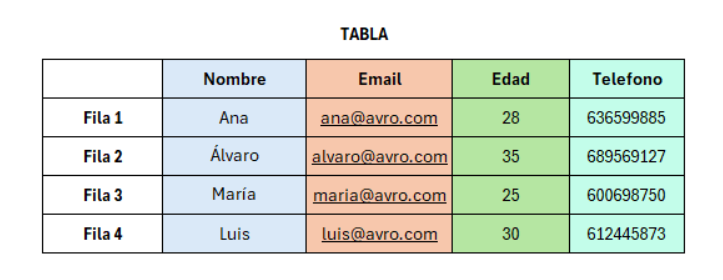 TABLA
Nombre Email Edad Telefono
Fila 1 Ana ana@avro.com 28 636599885
Fila 2 Álvaro alvaro@avro.com 35 689569127
Fila 3 María maria@avro.com 25 600698750
Fila 4 Luis luis@avro.com 30 612445873